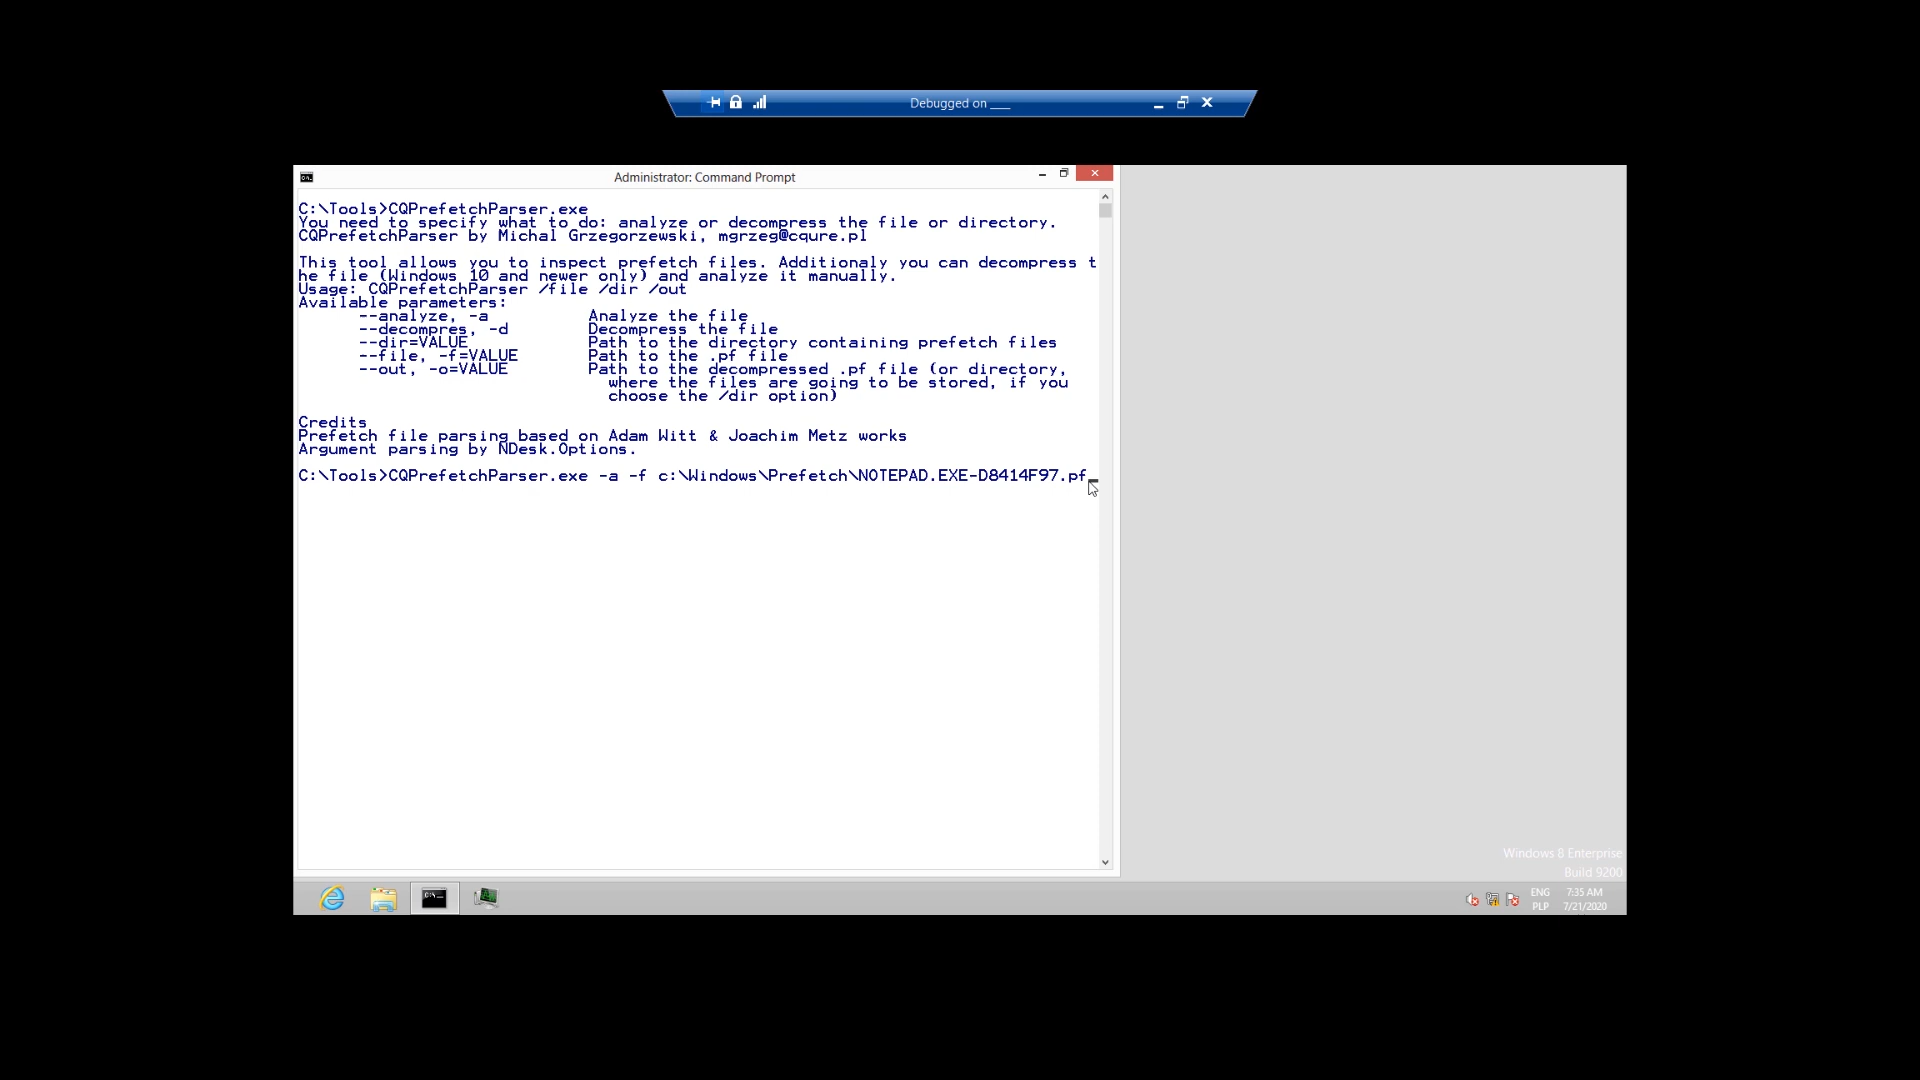 Debugged on ___
Administrator: Command Prompt
C:\Tools>CQPrefetchParser.exe
You need to specify what to do: analyze or decompress the file or directory.
CQPrefetchParser by Michal Grzegorzewski, mgrzeg@cqure.pl
This tool allows you to inspect prefetch files. Additionaly you can decompress t
he file (Windows 10 and newer only) and analyze it manually.
Usage: CQPrefetchParser /file /dir /out
Available parameters:
--analyze, -a Analyze the file
--decompres, -d Decompress the file
--dir=VALUE Path to the directory containing prefetch files
--file, -f=VALUE Path to the .pf file
--out, -o=VALUE Path to the decompressed .pf file (or directory,
where the files are going to be stored, if you
choose the /dir option)
Credits
Prefetch file parsing based on Adam Witt & Joachim Metz works
Argument parsing by NDesk.Options.
C:\Tools>CQPrefetchParser.exe -a -f c:\Windows\Prefetch\NOTEPAD.EXE-D8414F97.pf
Windows 8 Enterprise
Build 9200
ENG 7:35 AM
PLP 7/21/2020